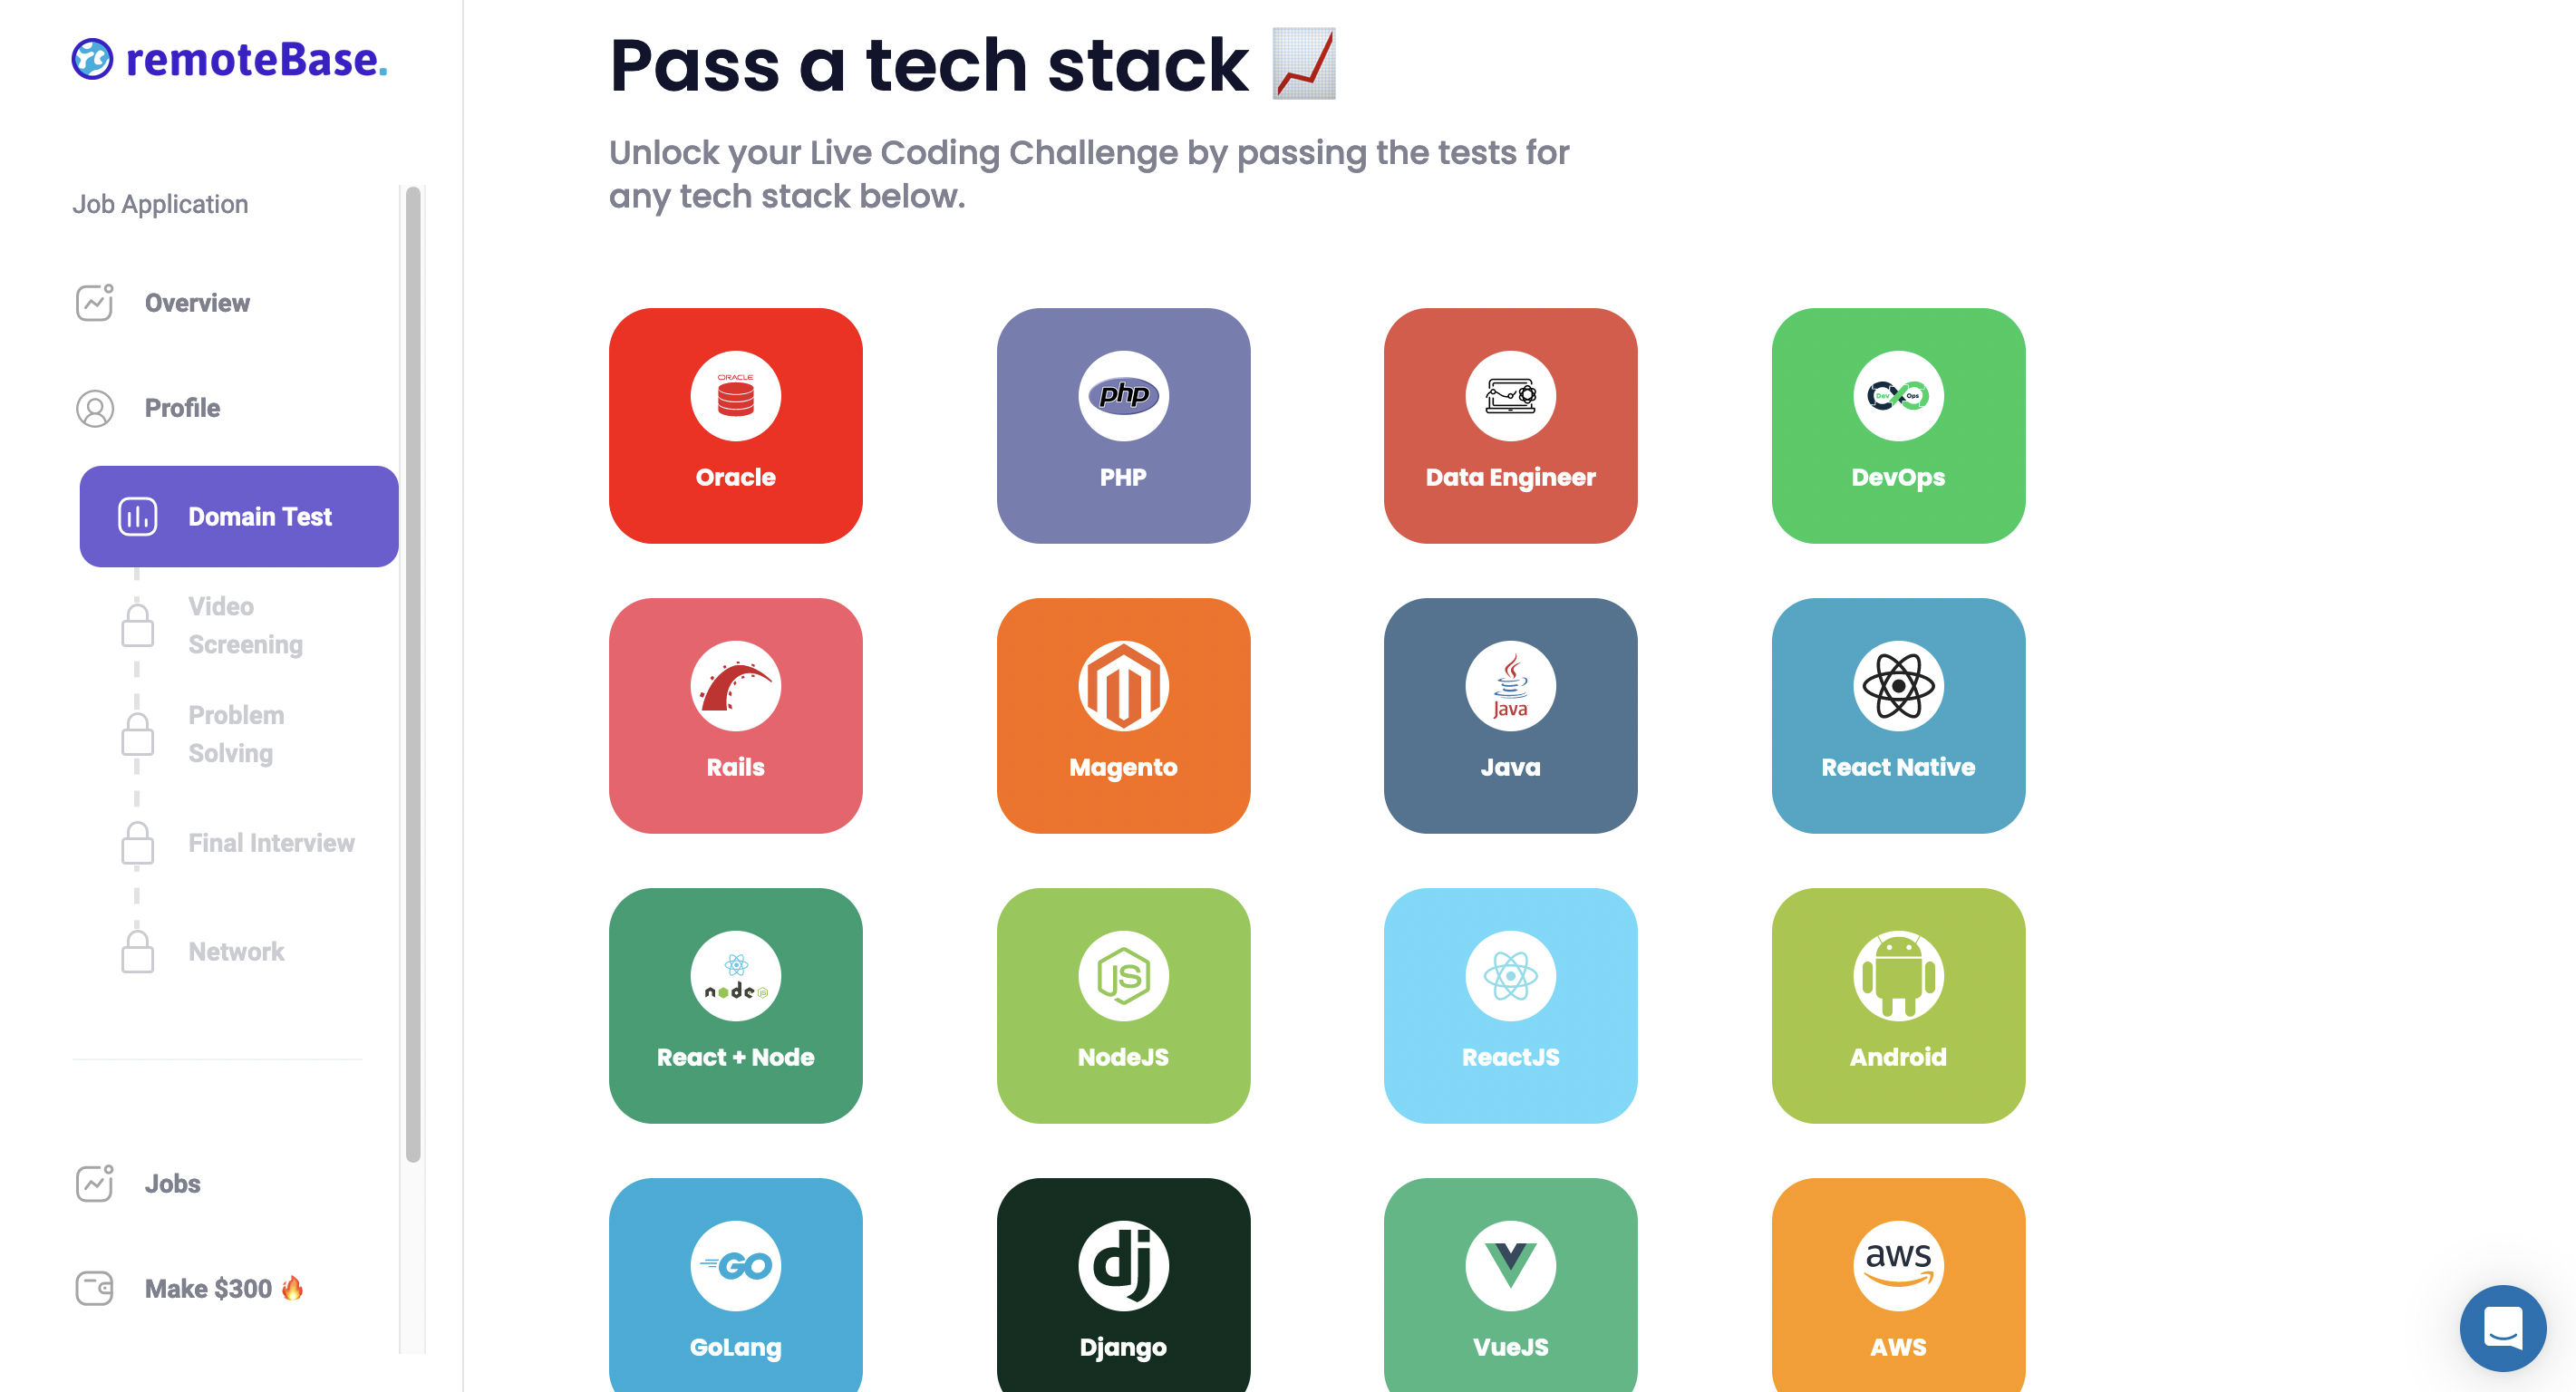 remoteBase.
Job Application
Overview
Profile
Domain Test
Video
Screening
Problem
Solving
Final Interview
Network
Jobs
Make $300 🔥
Pass a tech stack 📈
Unlock your Live Coding Challenge by passing the tests for
any tech stack below.
ORACLE
Oracle
php
PHP
Data Engineer
Dev Ops
DevOps
Rails
Magento
Java
Java
React Native
node JS
React + Node
JS
NodeJS
ReactJS
Android
GO
GoLang
dj
Django
VueJS
aws
AWS